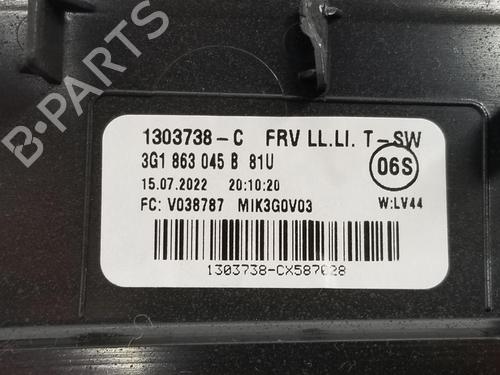 1303738-C FRV LL.LI. T-SW
3G1 863 045 B 81U
06S
15.07.2022 20:10:20
FC: V038787 MIK3G0V03
W:LV44
1303738-CX587028
B-PARTS